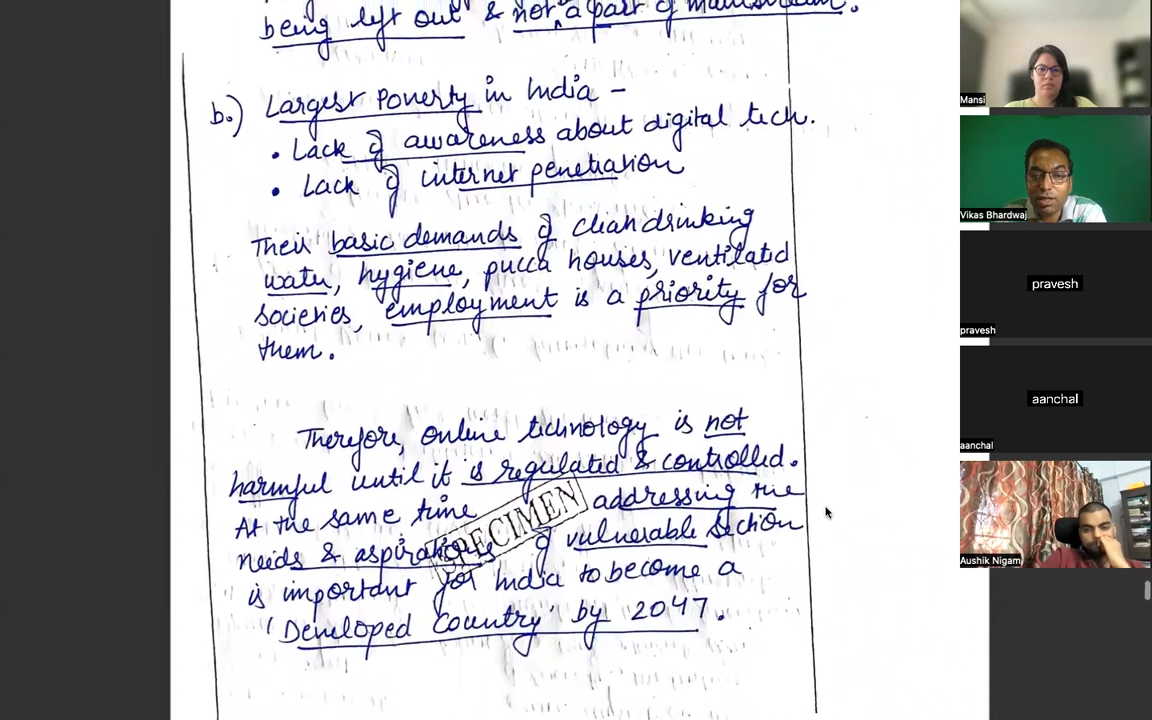 being left out & not a part of mainstream.
b.) Largest Poverty in India –
• Lack of awareness about digital tech.
• Lack of internet penetration
Their basic demands of clean drinking
water, hygiene, pucca houses, ventilated
societies, employment is a priority for
them.
Therefore, online technology is not
harmful until it is regulated & controlled.
At the same time addressing the
needs & aspirations of vulnerable section
is important for India to become a
'Developed Country' by 2047.
SPECIMEN
Mansi
Vikas Bhardwaj
pravesh
pravesh
aanchal
aanchal
Aushik Nigam